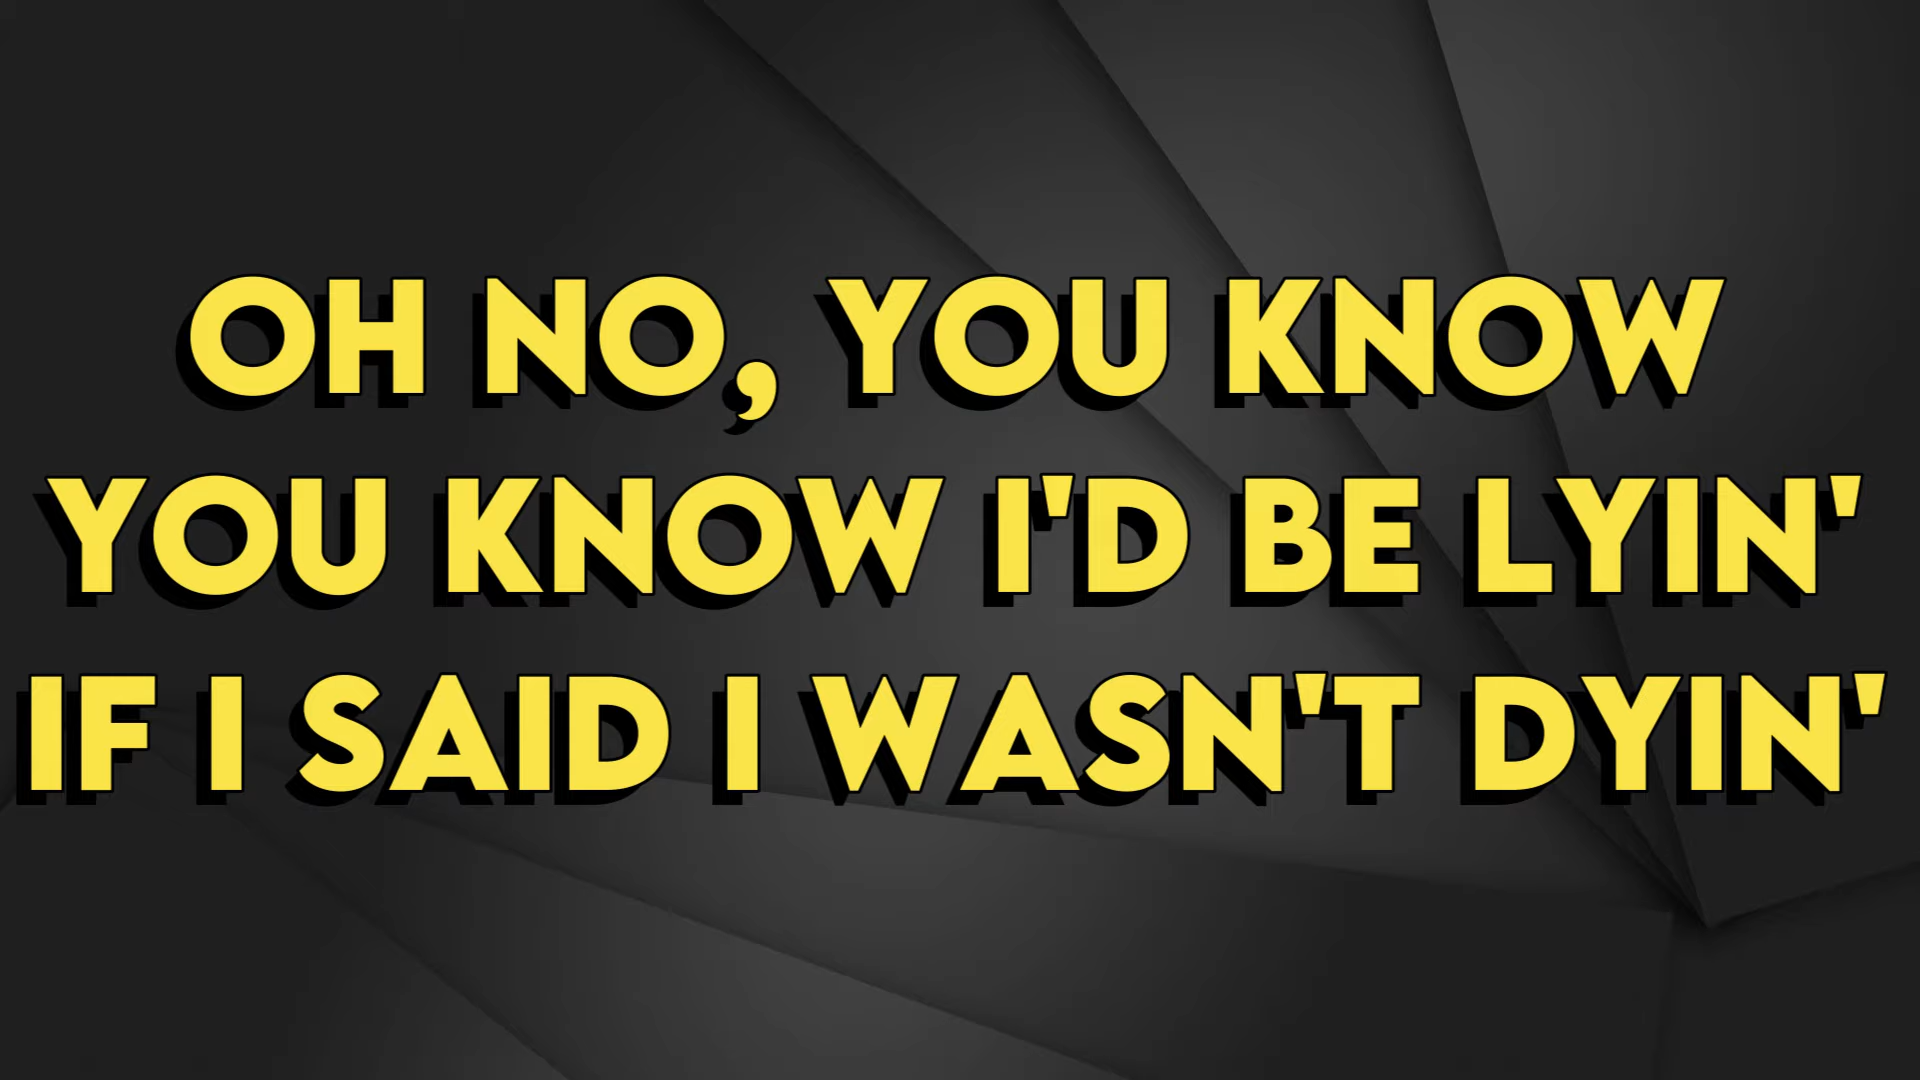 OH NO, YOU KNOW
YOU KNOW I'D BE LYIN'
IF I SAID I WASN'T DYIN'